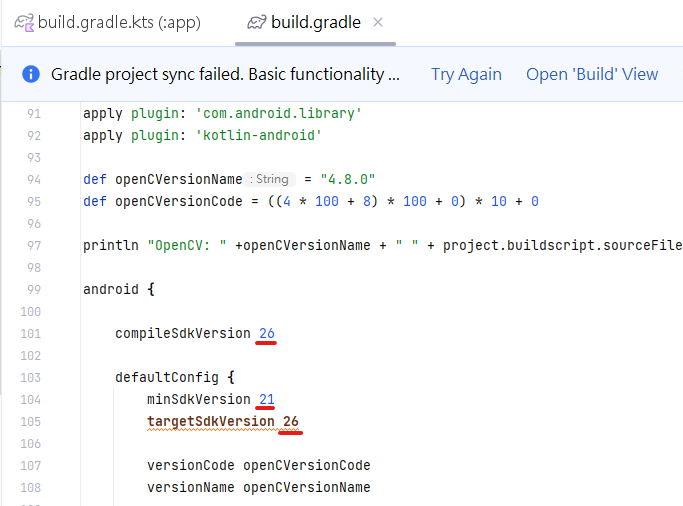 build.gradle.kts (:app)
build.gradle
Gradle project sync failed. Basic functionality ...
Try Again
Open 'Build' View
91 apply plugin: 'com.android.library'
92 apply plugin: 'kotlin-android'
93
94 def openCVersionName : String = "4.8.0"
95 def openCVersionCode = ((4 * 100 + 8) * 100 + 0) * 10 + 0
96
97 println "OpenCV: " +openCVersionName + " " + project.buildscript.sourceFile
98
99 android {
100
101 compileSdkVersion 26
102
103 defaultConfig {
104 minSdkVersion 21
105 targetSdkVersion 26
106
107 versionCode openCVersionCode
108 versionName openCVersionName